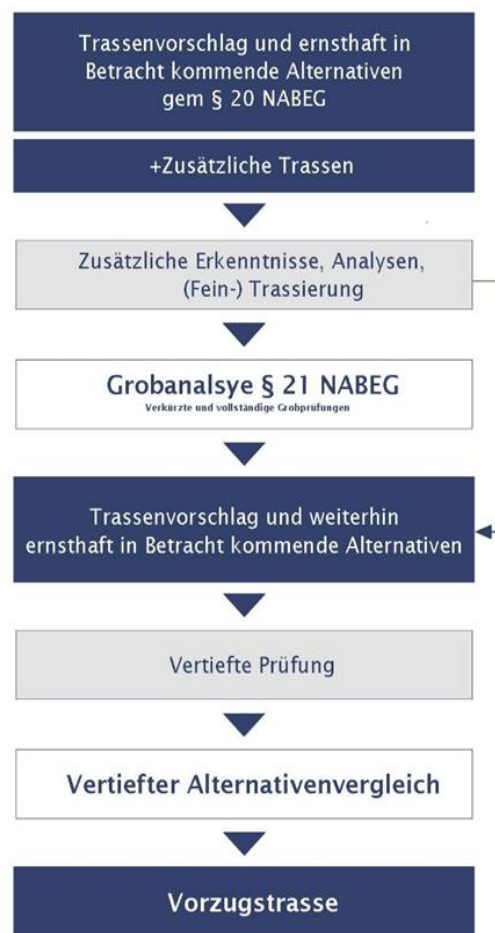 Trassenvorschlag und ernsthaft in
Betracht kommende Alternativen
gem § 20 NABEG
+Zusätzliche Trassen
Zusätzliche Erkenntnisse, Analysen,
(Fein-) Trassierung
Grobanalsye § 21 NABEG
Verkürzte und vollständige Grobprüfungen
Trassenvorschlag und weiterhin
ernsthaft in Betracht kommende Alternativen
Vertiefte Prüfung
Vertiefter Alternativenvergleich
Vorzugstrasse